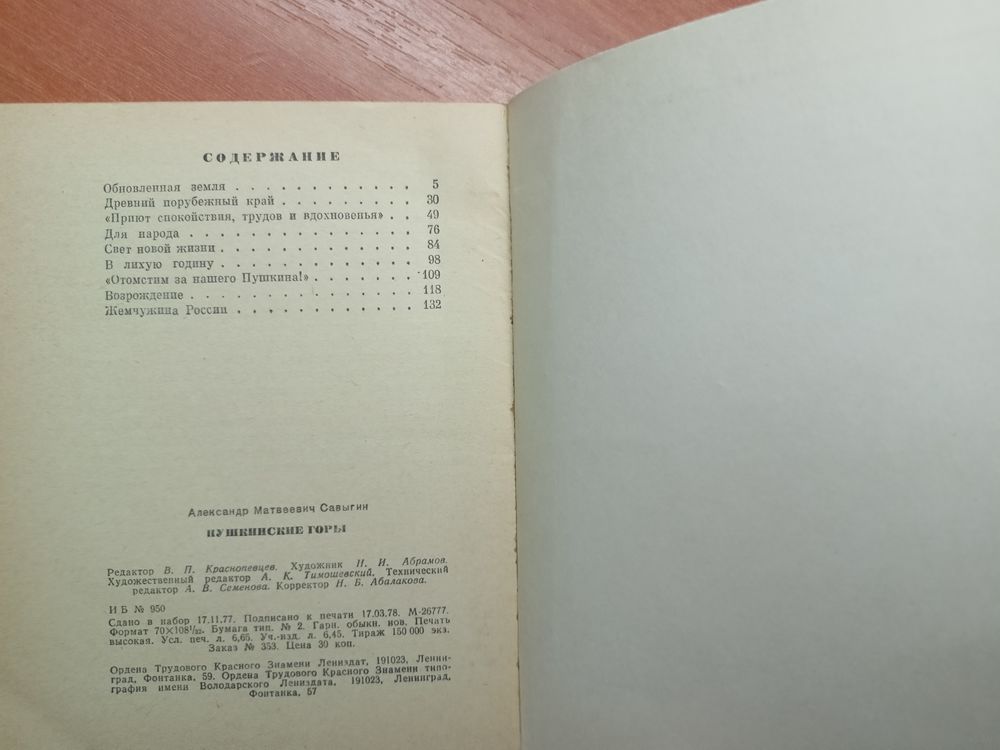 СОДЕРЖАНИЕ
Обновленная земля . . . . . . . . . . . 5
Древний порубежный край . . . . . . . . 30
«Приют спокойствия, трудов и вдохновенья» . . 49
Для народа . . . . . . . . . . . . . . 76
Свет новой жизни . . . . . . . . . . . . 84
В лихую годину . . . . . . . . . . . . 98
«Отомстим за нашего Пушкина!» . . . . . . . 109
Возрождение . . . . . . . . . . . . . . 118
Жемчужина России . . . . . . . . . . . 132
Александр Матвеевич Савыгин
ПУШКИНСКИЕ ГОРЫ
Редактор В. П. Краснопевцев. Художник Н. И. Абрамов.
Художественный редактор А. К. Тимошевский. Технический
редактор А. В. Семенова. Корректор Н. Б. Абалакова.
И Б № 950
Сдано в набор 17.11.77. Подписано к печати 17.03.78. М-26777.
Формат 70×108¹/₃₂. Бумага тип. № 2. Гарн. обыкн. нов. Печать
высокая. Усл. печ. л. 6,65. Уч.-изд. л. 6,45. Тираж 150 000 экз.
Заказ № 353. Цена 30 коп.
Ордена Трудового Красного Знамени Лениздат, 191023, Ленин-
град, Фонтанка, 59. Ордена Трудового Красного Знамени типо-
графия имени Володарского Лениздата, 191023, Ленинград,
Фонтанка, 57